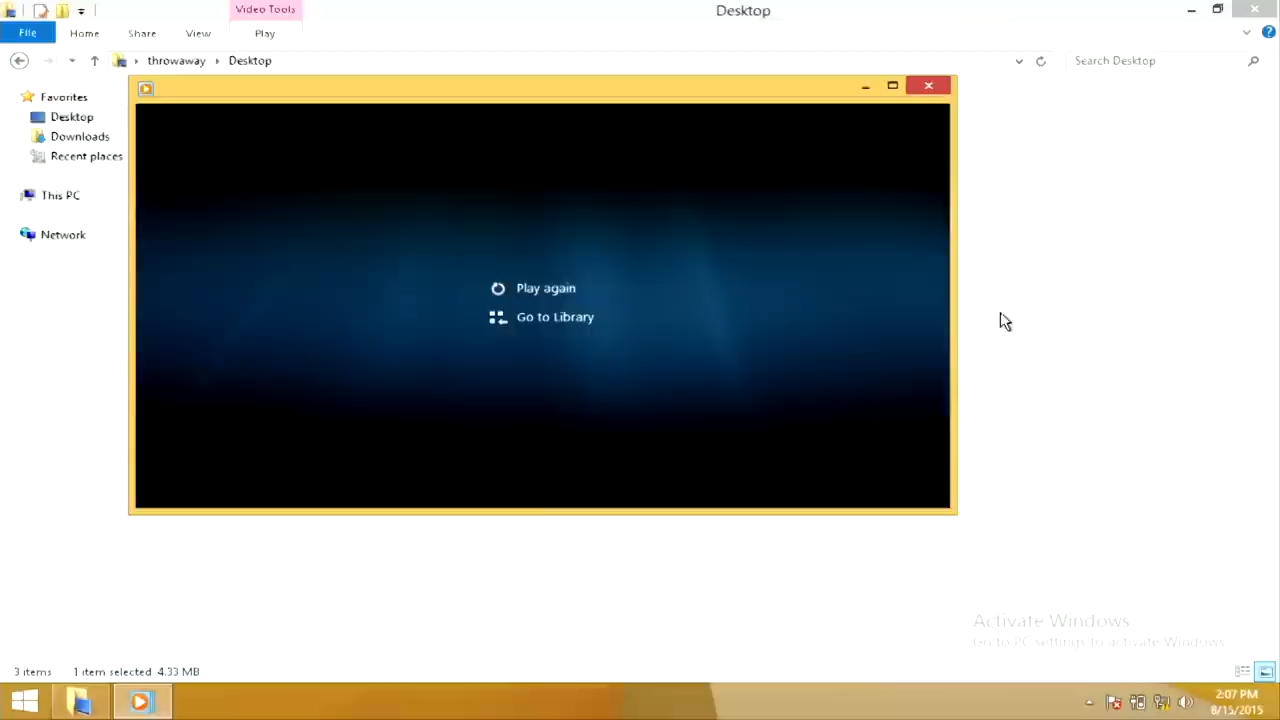 Video Tools
Desktop
File
Home
Share
View
Play
throwaway
Desktop
Search Desktop
Favorites
Desktop
Downloads
Recent places
This PC
Network
Play again
Go to Library
Activate Windows
Go to PC settings to activate Windows.
3 items
1 item selected 4.33 MB
2:07 PM
8/15/2015